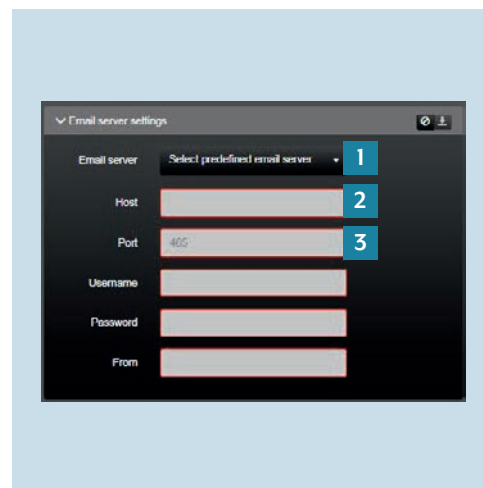 Email server settings
Email server Select predefined email server 1
Host 2
Port 465 3
Username
Password
From